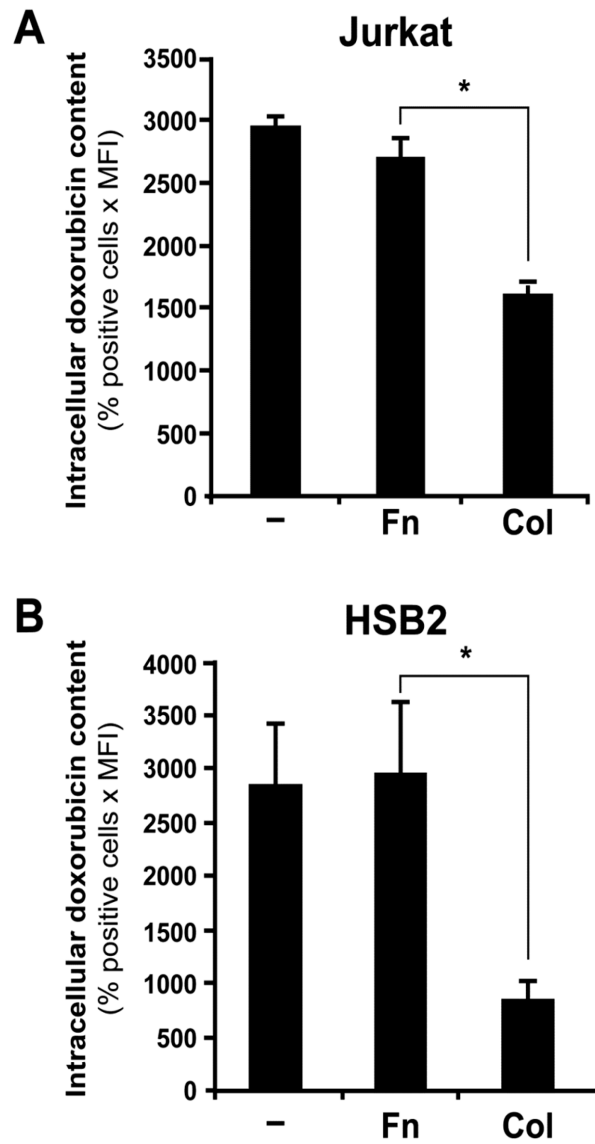 A
Jurkat
Intracellular doxorubicin content
(% positive cells x MFI)
3500
3000
2500
2000
1500
1000
500
0
*
– Fn Col
B
HSB2
Intracellular doxorubicin content
(% positive cells x MFI)
4000
3500
3000
2500
2000
1500
1000
500
0
*
– Fn Col